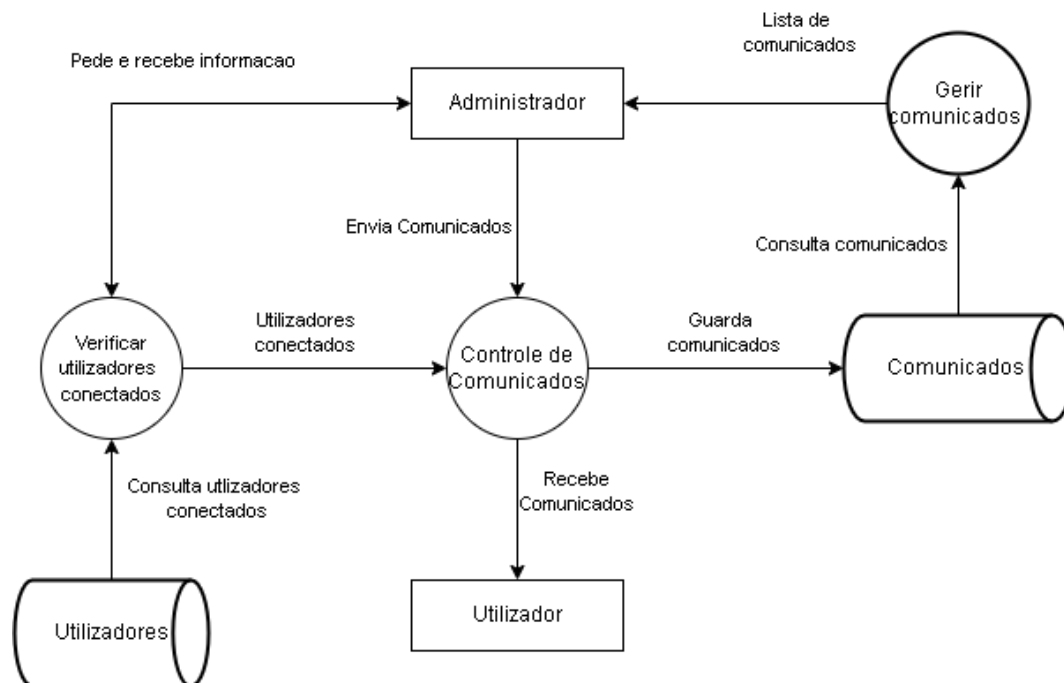 Lista de
comunicados
Pede e recebe informacao
Administrador
Gerir
comunicados
Envia Comunicados
Consulta comunicados
Verificar
utilizadores
conectados
Utilizadores
conectados
Controle de
Comunicados
Guarda
comunicados
Comunicados
Consulta utlizadores
conectados
Recebe
Comunicados
Utilizadores
Utilizador